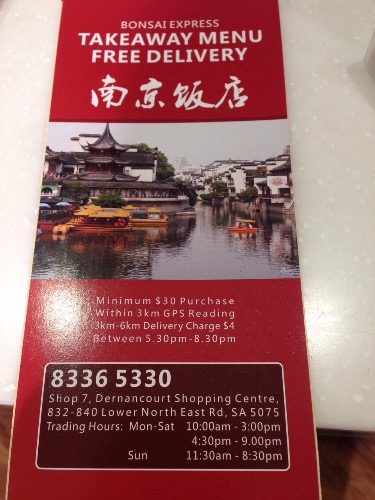 BONSAI EXPRESS
TAKEAWAY MENU
FREE DELIVERY
南京饭店
Minimum $30 Purchase
Within 3km GPS Reading
3km-6km Delivery Charge $4
Between 5.30pm-8.30pm
8336 5330
Shop 7, Dernancourt Shopping Centre,
832-840 Lower North East Rd, SA 5075
Trading Hours: Mon-Sat 10:00am - 3:00pm
4:30pm - 9.00pm
Sun 11:30am - 8:30pm